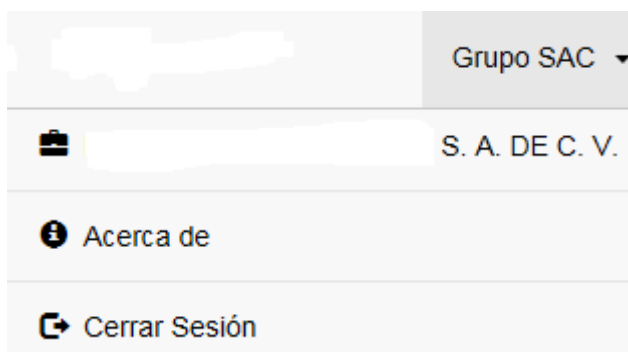 Grupo SAC
S. A. DE C. V.
Acerca de
Cerrar Sesión